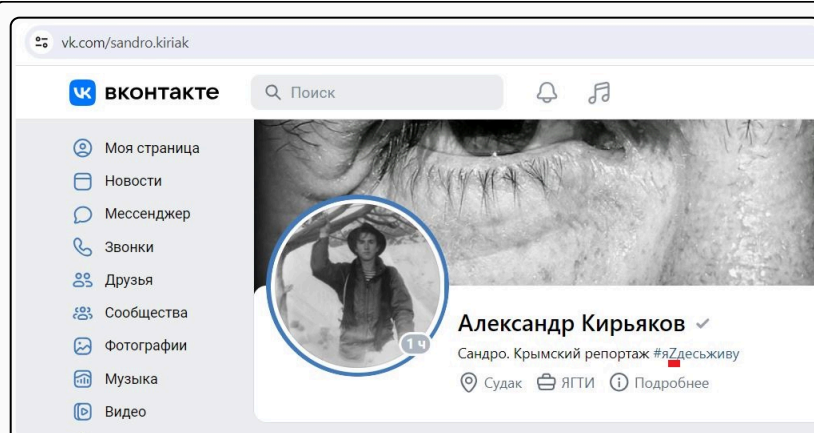 vk.com/sandro.kiriak
вконтакте
Поиск
Моя страница
Новости
Мессенджер
Звонки
Друзья
Сообщества
Фотографии
Музыка
Видео
1 ч
Александр Кирьяков
Сандро. Крымский репортаж #яZдесьживу
Судак ЯГТИ Подробнее